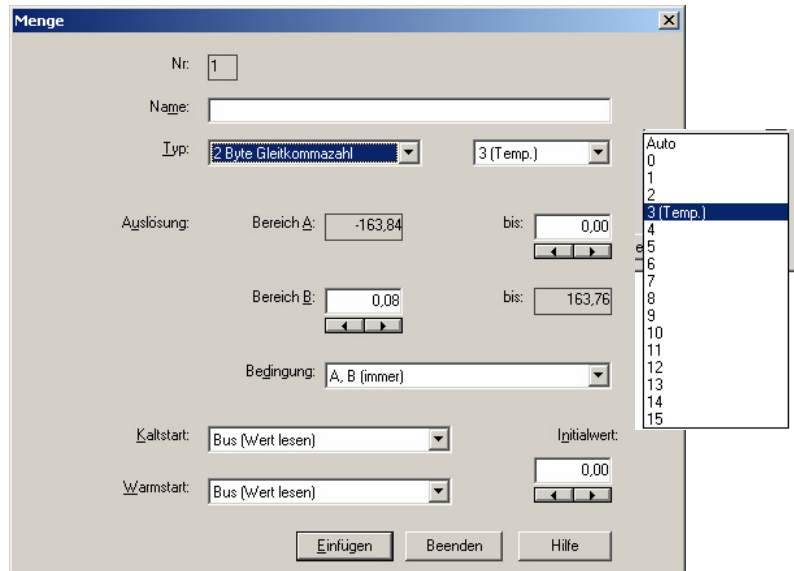 Menge
Nr: 1
Name:
Typ: 2 Byte Gleitkommazahl 3 (Temp.)
Auslösung: Bereich A: -163,84 bis: 0,00
Bereich B: 0,08 bis: 163,76
Bedingung: A, B (immer)
Kaltstart: Bus (Wert lesen) Initialwert:
0,00
Warmstart: Bus (Wert lesen)
Einfügen Beenden Hilfe
Auto
0
1
2
3 (Temp.)
4
5
6
7
8
9
10
11
12
13
14
15